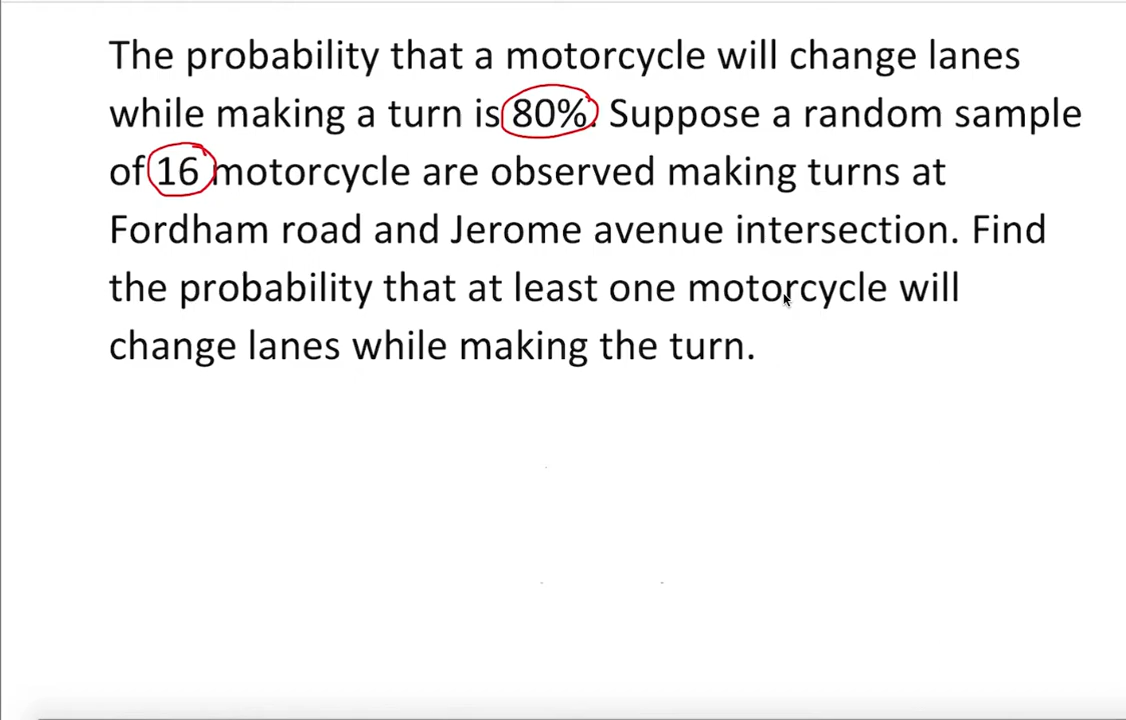 The probability that a motorcycle will change lanes
while making a turn is 80%. Suppose a random sample
of 16 motorcycle are observed making turns at
Fordham road and Jerome avenue intersection. Find
the probability that at least one motorcycle will
change lanes while making the turn.